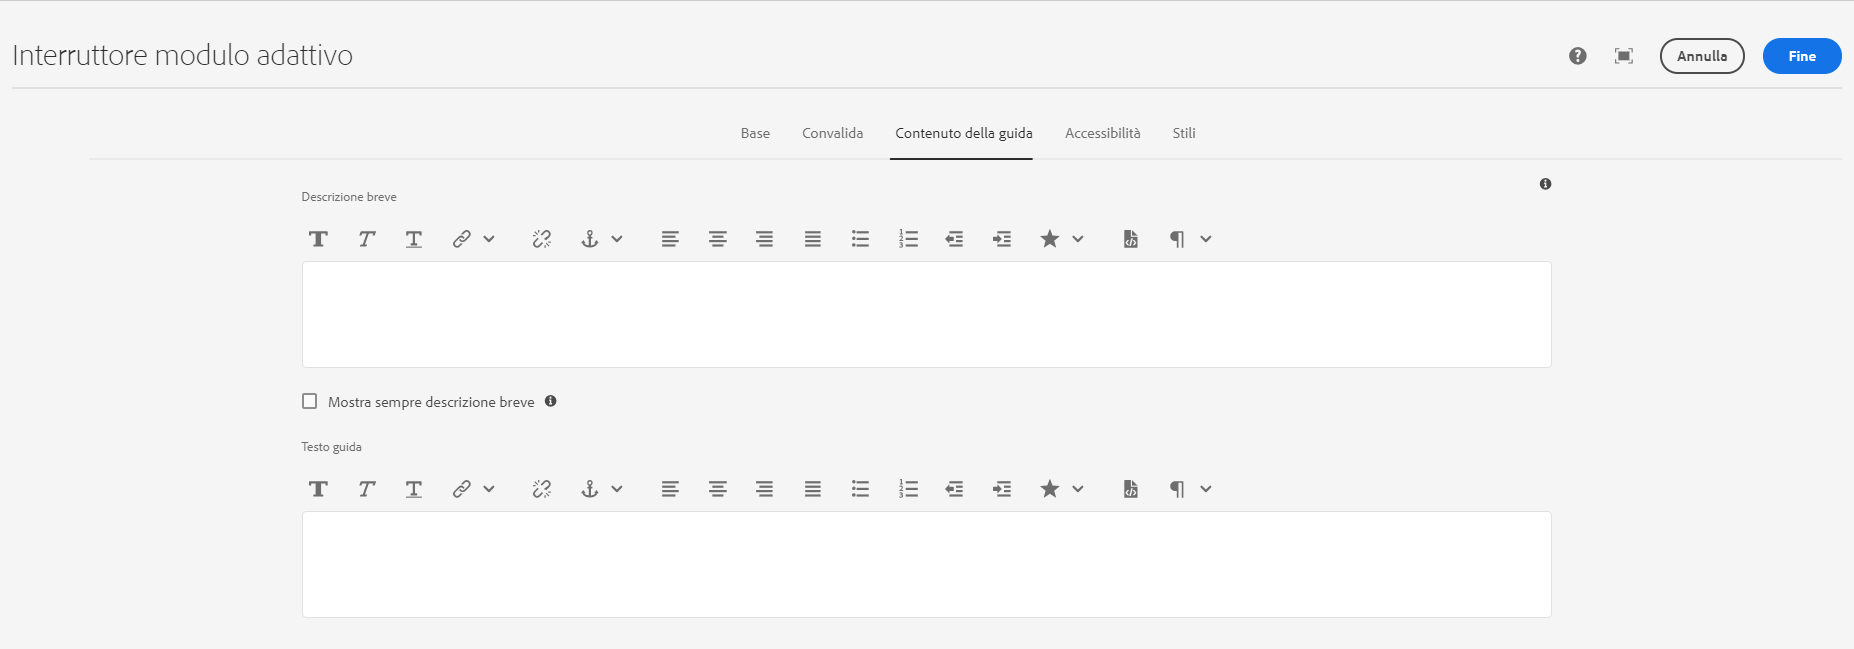 Interruttore modulo adattivo
Annulla
Fine
Base
Convalida
Contenuto della guida
Accessibilità
Stili
Descrizione breve
Mostra sempre descrizione breve
Testo guida